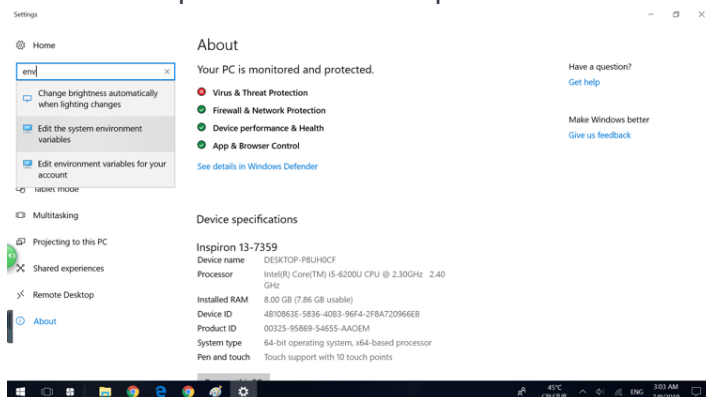 Settings
Home
env
Change brightness automatically
when lighting changes
Edit the system environment
variables
Edit environment variables for your
account
Tablet mode
Multitasking
Projecting to this PC
Shared experiences
Remote Desktop
About
About
Your PC is monitored and protected.
Virus & Threat Protection
Firewall & Network Protection
Device performance & Health
App & Browser Control
See details in Windows Defender
Device specifications
Inspiron 13-7359
Device name DESKTOP-P8UH0CF
Processor Intel(R) Core(TM) i5-6200U CPU @ 2.30GHz 2.40
GHz
Installed RAM 8.00 GB (7.86 GB usable)
Device ID 4B10863E-5836-40B3-96F4-2F8A720966EB
Product ID 00325-95869-54655-AAOEM
System type 64-bit operating system, x64-based processor
Pen and touch Touch support with 10 touch points
Have a question?
Get help
Make Windows better
Give us feedback
45°C
ENG
3:03 AM